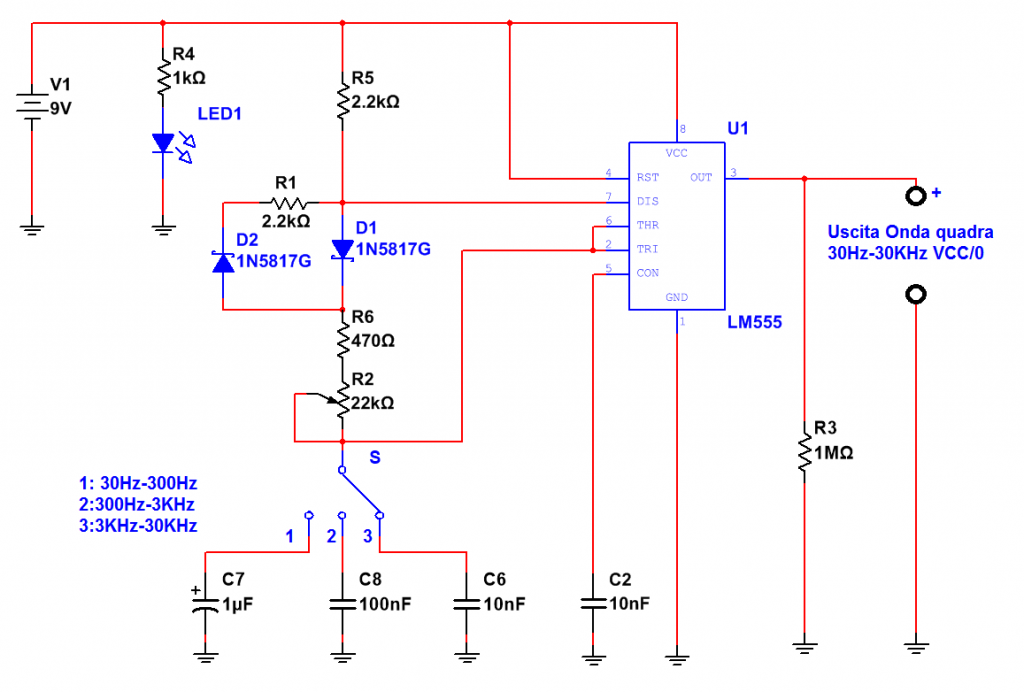 R4
1kΩ
V1
9V
LED1
R5
2.2kΩ
U1
8
VCC
4
RST
OUT
3
7
DIS
6
THR
2
TRI
5
CON
GND
1
LM555
+
Uscita Onda quadra
30Hz-30KHz VCC/0
R1
2.2kΩ
D1
1N5817G
D2
1N5817G
R6
470Ω
R2
22kΩ
R3
1MΩ
S
1: 30Hz-300Hz
2:300Hz-3KHz
3:3KHz-30KHz
1
2
3
+
C7
1µF
C8
100nF
C6
10nF
C2
10nF